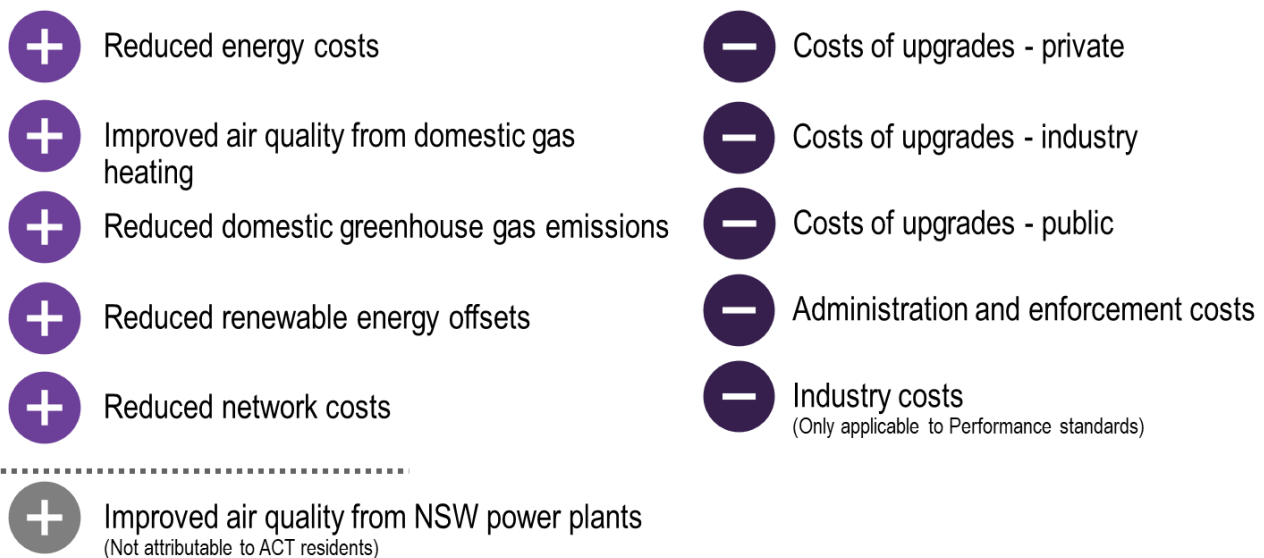 Reduced energy costs
Improved air quality from domestic gas
heating
Reduced domestic greenhouse gas emissions
Reduced renewable energy offsets
Reduced network costs
Improved air quality from NSW power plants
(Not attributable to ACT residents)
Costs of upgrades - private
Costs of upgrades - industry
Costs of upgrades - public
Administration and enforcement costs
Industry costs
(Only applicable to Performance standards)